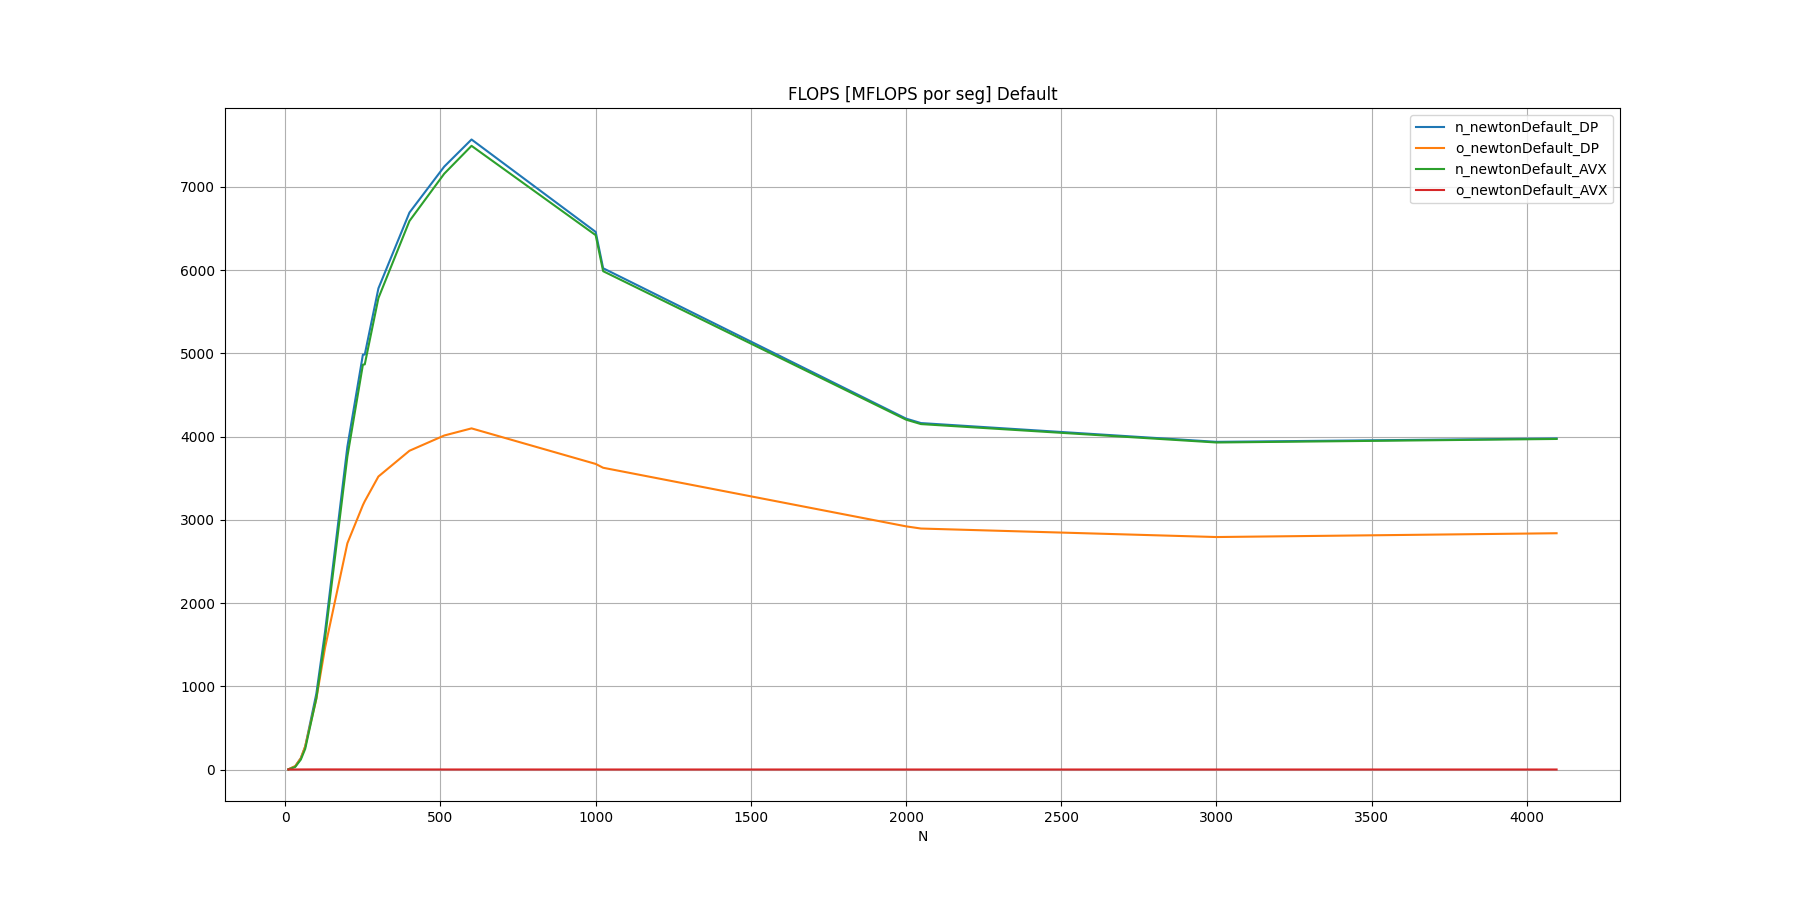 FLOPS [MFLOPS por seg] Default
n_newtonDefault_DP
o_newtonDefault_DP
n_newtonDefault_AVX
o_newtonDefault_AVX
7000
6000
5000
4000
3000
2000
1000
0
0 500 1000 1500 2000 2500 3000 3500 4000
N